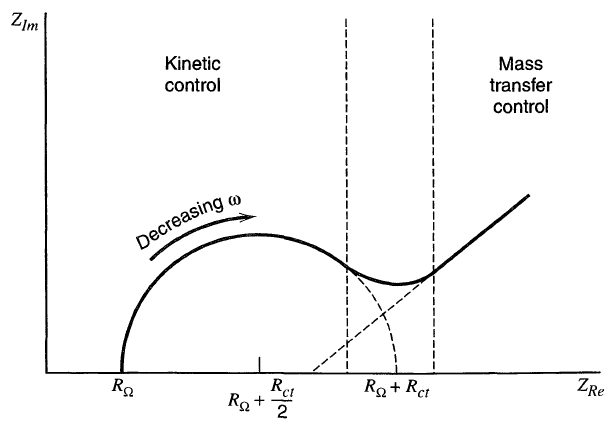 Z_Im
Kinetic
control
Mass
transfer
control
Decreasing ω
R_Ω
R_Ω + R_ct/2
R_Ω + R_ct
Z_Re